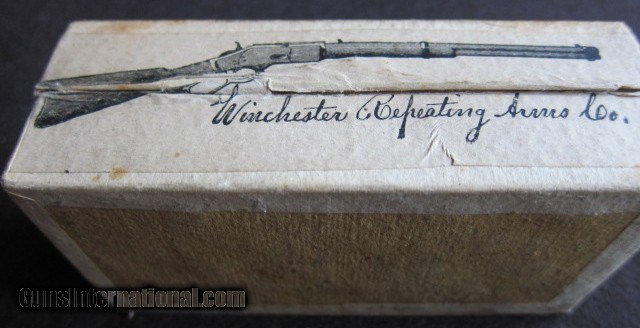 Winchester Repeating Arms Co.
GunsInternational.com